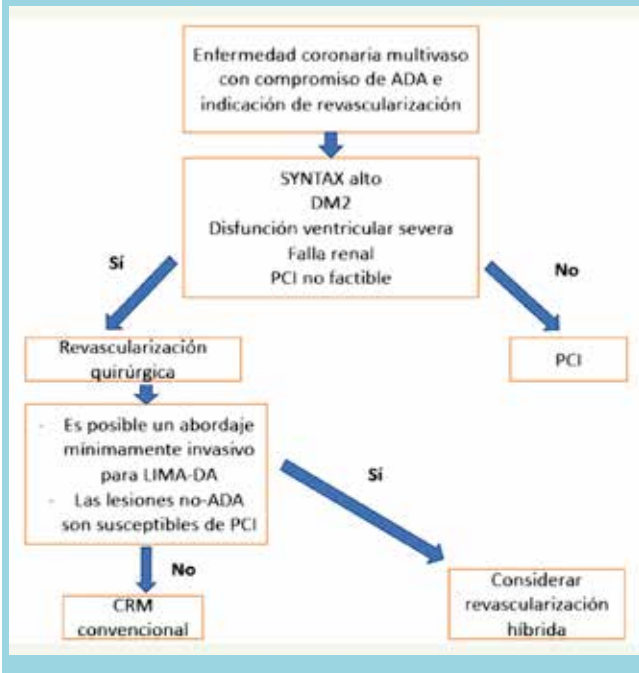 Enfermedad coronaria multivaso
con compromiso de ADA e
indicación de revascularización
SYNTAX alto
DM2
Disfunción ventricular severa
Falla renal
PCI no factible
Sí
No
Revascularización
quirúrgica
PCI
- Es posible un abordaje
mínimamente invasivo
para LIMA-DA
- Las lesiones no-ADA
son susceptibles de PCI
Sí
No
CRM
convencional
Considerar
revascularización
híbrida